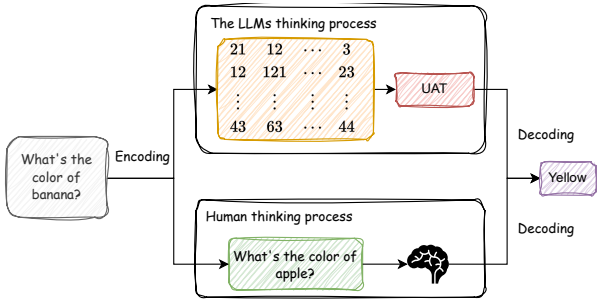 The LLMs thinking process
21 12 ⋯ 3
12 121 ⋯ 23
⋮ ⋮ ⋮ ⋮
43 63 ⋯ 44
UAT
What's the
color of
banana?
Encoding
Decoding
Yellow
Human thinking process
What's the color of
apple?
Decoding